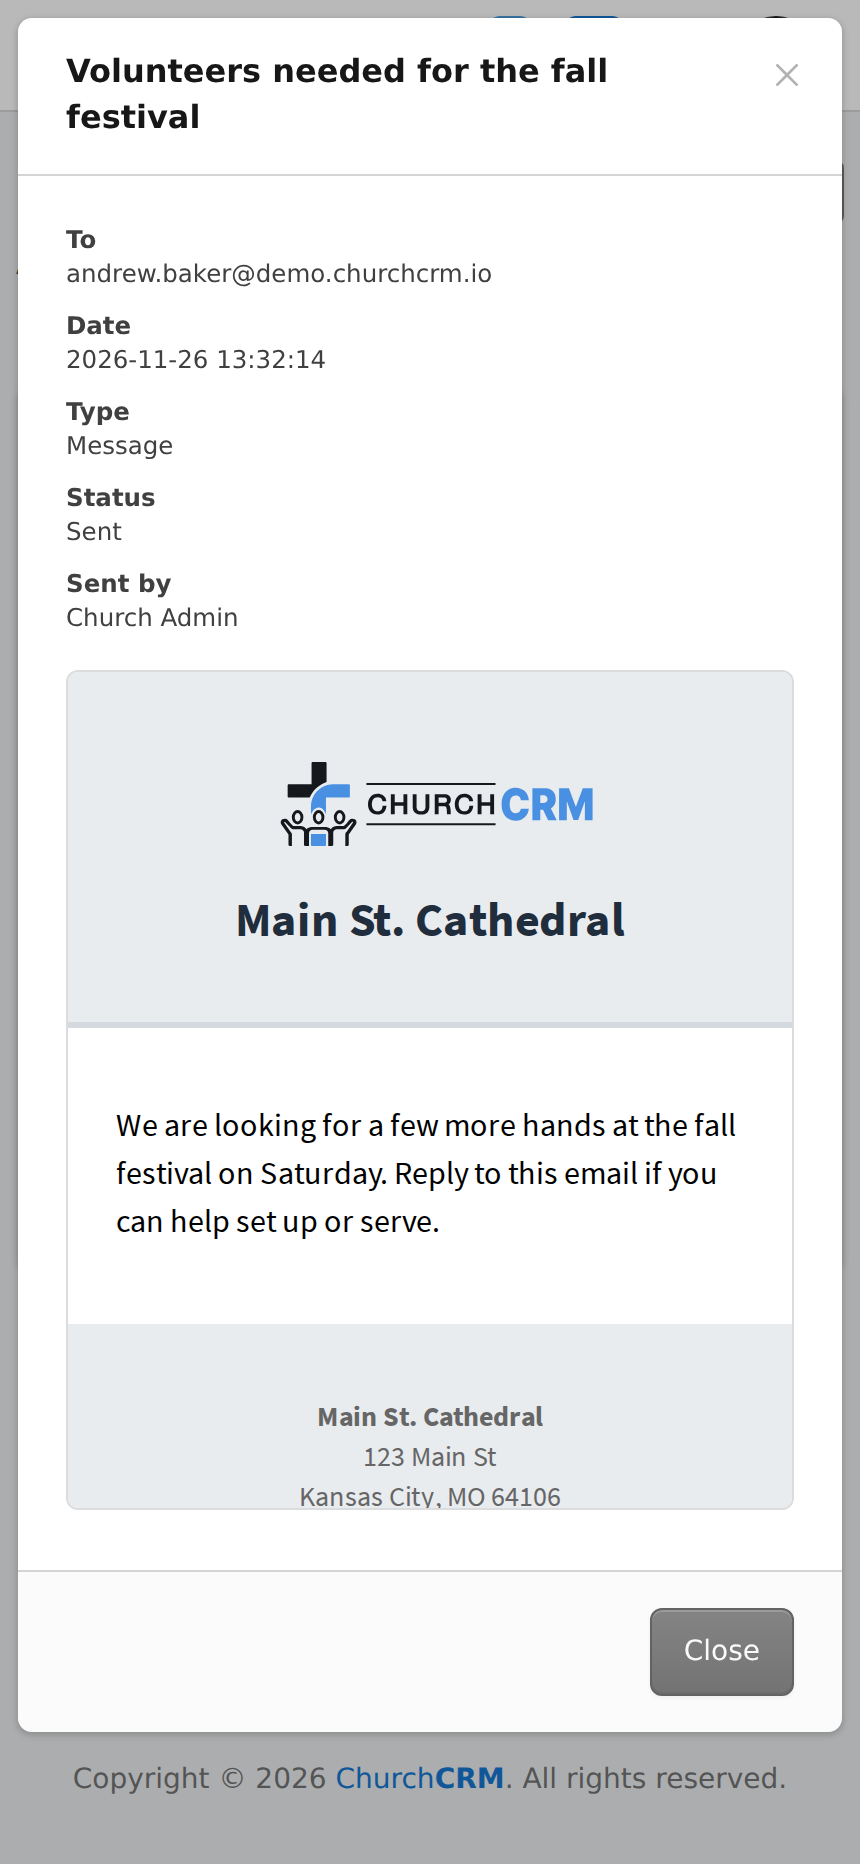 Volunteers needed for the fall
festival
To
andrew.baker@demo.churchcrm.io
Date
2026-11-26 13:32:14
Type
Message
Status
Sent
Sent by
Church Admin
CHURCH CRM
Main St. Cathedral
We are looking for a few more hands at the fall
festival on Saturday. Reply to this email if you
can help set up or serve.
Main St. Cathedral
123 Main St
Kansas City, MO 64106
Close
Copyright © 2026 ChurchCRM. All rights reserved.